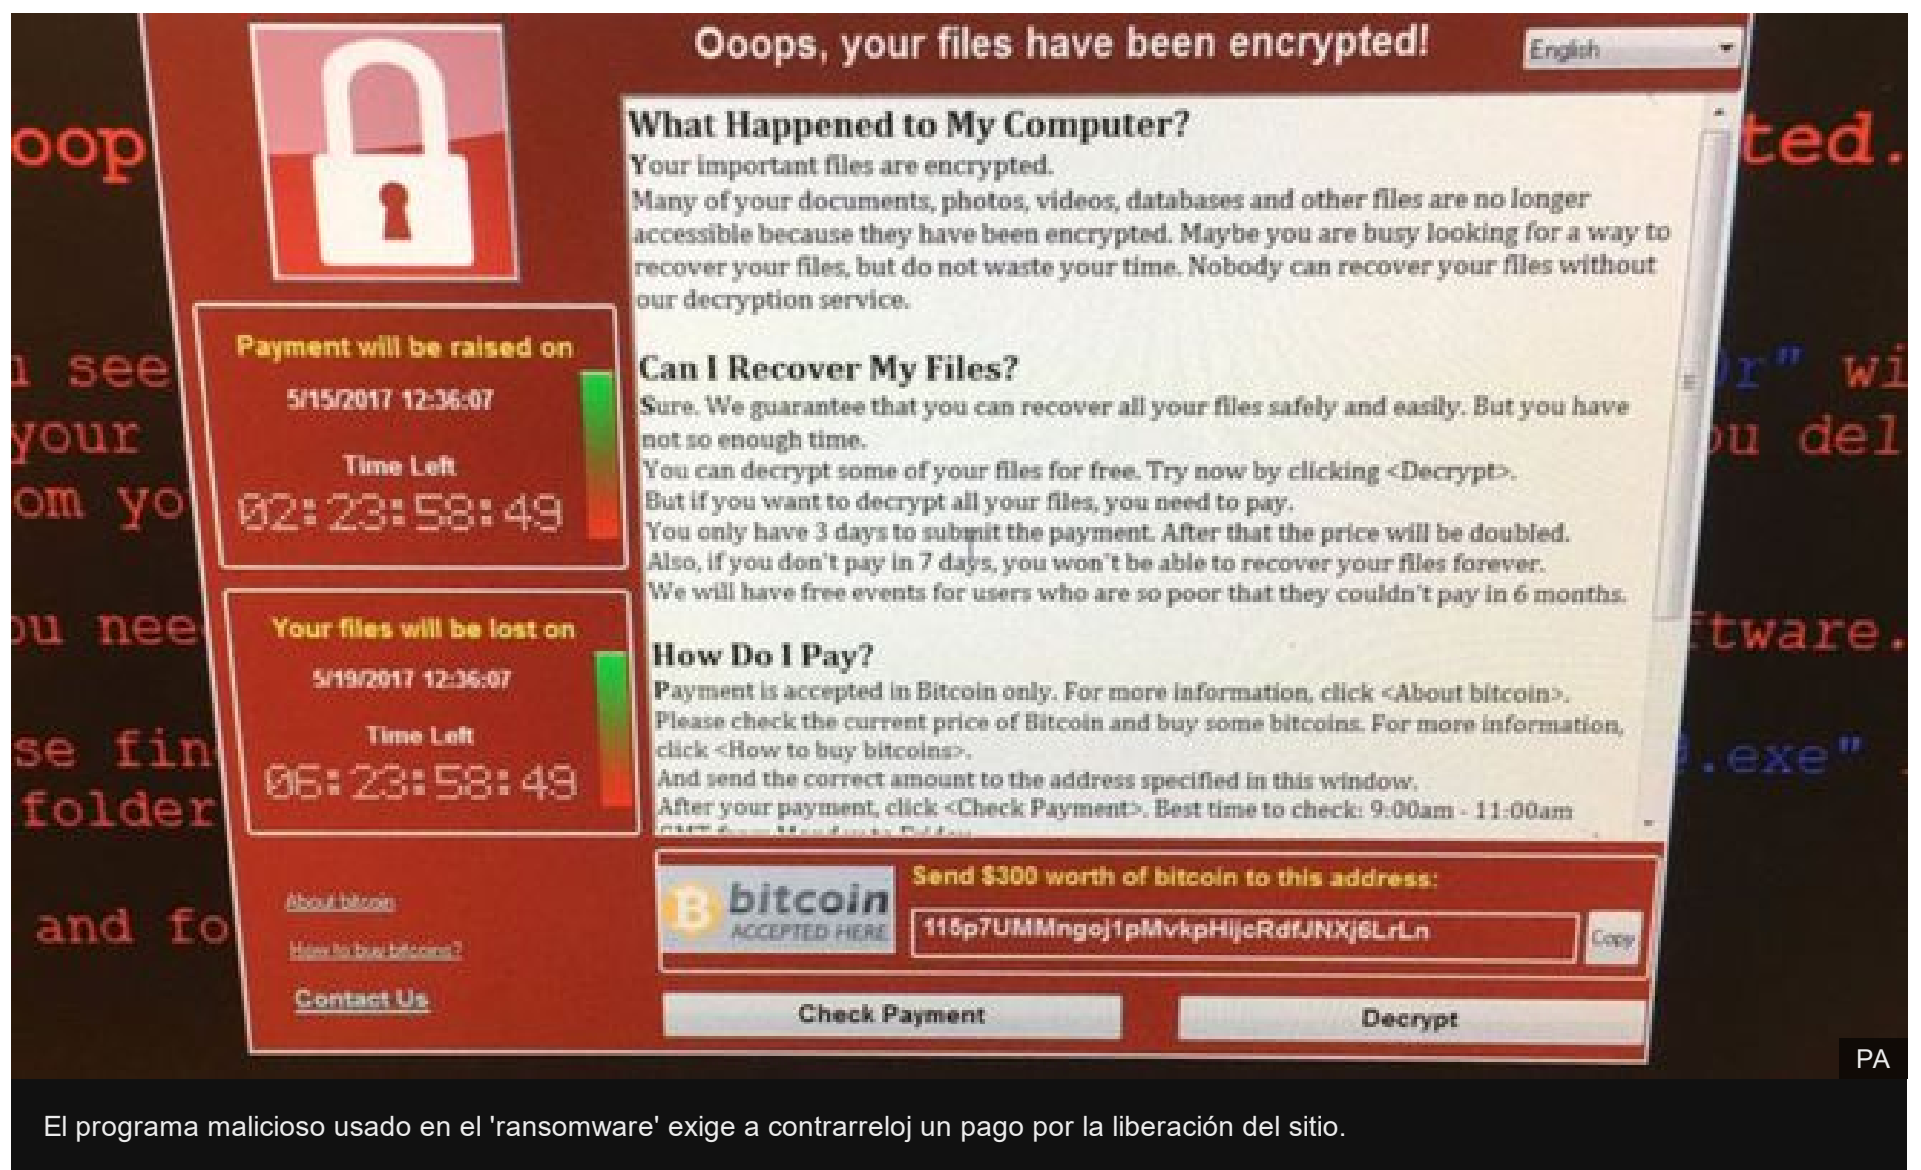 Ooops, your files have been encrypted!
English
What Happened to My Computer?
Your important files are encrypted.
Many of your documents, photos, videos, databases and other files are no longer
accessible because they have been encrypted. Maybe you are busy looking for a way to
recover your files, but do not waste your time. Nobody can recover your files without
our decryption service.
Can I Recover My Files?
Sure. We guarantee that you can recover all your files safely and easily. But you have
not so enough time.
You can decrypt some of your files for free. Try now by clicking <Decrypt>.
But if you want to decrypt all your files, you need to pay.
You only have 3 days to submit the payment. After that the price will be doubled.
Also, if you don't pay in 7 days, you won't be able to recover your files forever.
We will have free events for users who are so poor that they couldn't pay in 6 months.
How Do I Pay?
Payment is accepted in Bitcoin only. For more information, click <About bitcoin>.
Please check the current price of Bitcoin and buy some bitcoins. For more information,
click <How to buy bitcoins>.
And send the correct amount to the address specified in this window.
After your payment, click <Check Payment>. Best time to check: 9:00am - 11:00am
Payment will be raised on
5/15/2017 12:36:07
Time Left
02:23:58:49
Your files will be lost on
5/19/2017 12:36:07
Time Left
06:23:58:49
About bitcoin
How to buy bitcoins?
Contact Us
bitcoin
ACCEPTED HERE
Send $300 worth of bitcoin to this address:
115p7UMMngoj1pMvkpHijcRdfJNXj6LrLn
Copy
Check Payment
Decrypt
oop
ted.
see
wi
your
del
om yo
nee
tware.
se fin
.exe"
folder
and fo
PA
El programa malicioso usado en el 'ransomware' exige a contrarreloj un pago por la liberación del sitio.